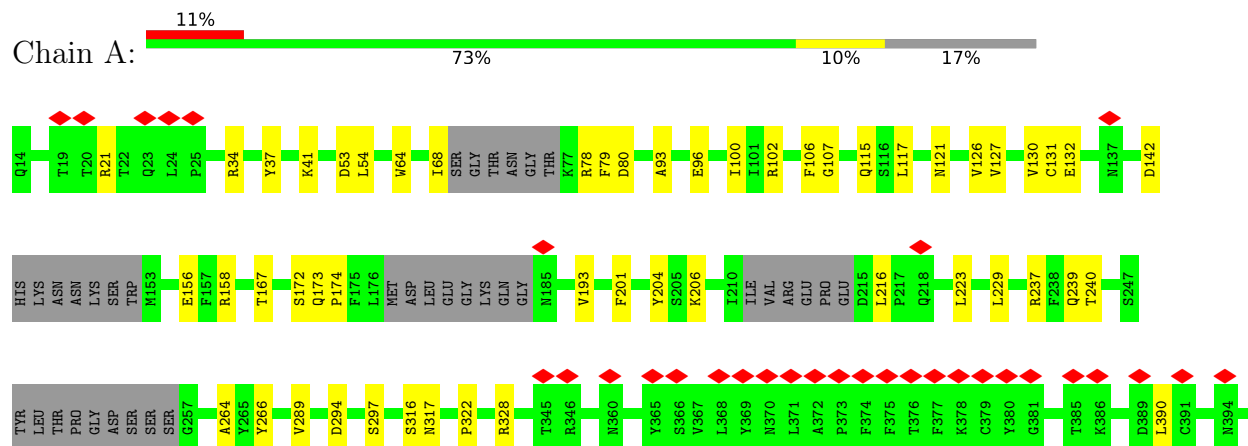 11%
Chain A:
73% 10% 17%
Q14 T19 T20 R21 T22 Q23 L24 P25 R34 Y37 K41 D53 L54 W64 I68 SER GLY THR ASN GLY THR K77 R78 F79 D80 A93 E96 I100 I101 R102 F106 G107 Q115 S116 L117 N121 V126 V127 V130 C131 E132 N137 D142
HIS LYS ASN ASN LYS SER TRP M153 E156 F157 R158 T167 S172 Q173 P174 F175 L176 MET ASP LEU GLU GLY LYS GLN GLY N185 V193 F201 Y204 S205 K206 I210 ILE VAL ARG GLU PRO GLU D215 L216 P217 Q218 L223 L229 R237 F238 Q239 T240 S247
TYR LEU THR PRO GLY ASP SER SER SER G257 A264 Y265 Y266 V289 D294 S297 S316 N317 P322 R328 T345 R346 N360 Y365 S366 V367 L368 Y369 N370 L371 A372 P373 F374 F375 T376 F377 K378 C379 Y380 G381 T385 K386 D389 L390 C391 N394